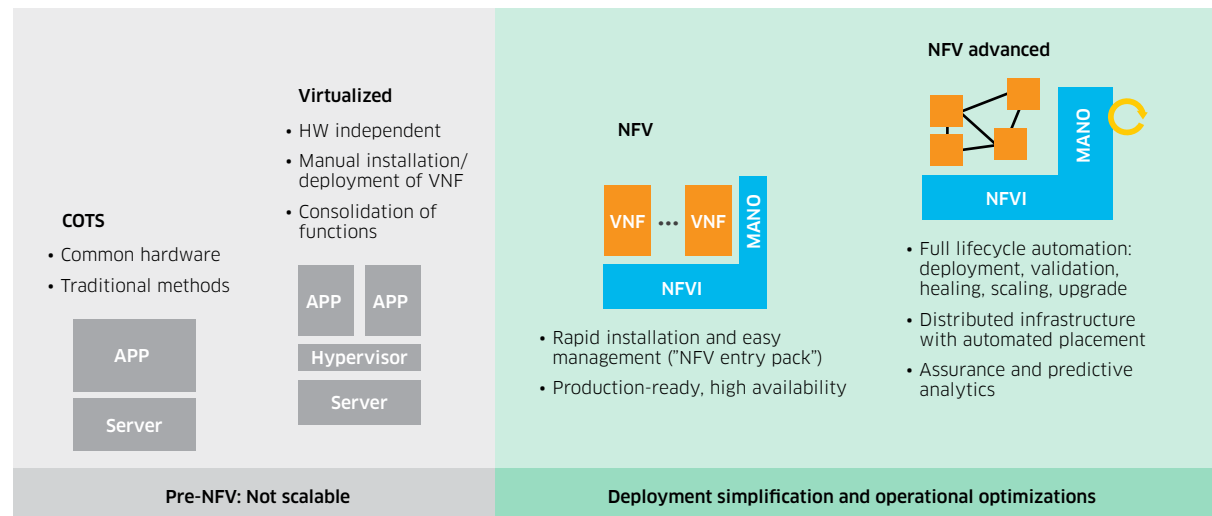 COTS
• Common hardware
• Traditional methods
APP
Server
Virtualized
• HW independent
• Manual installation/
deployment of VNF
• Consolidation of
functions
APP APP
Hypervisor
Server
Pre-NFV: Not scalable
NFV
VNF ... VNF
MANO
NFVI
• Rapid installation and easy
management (”NFV entry pack”)
• Production-ready, high availability
NFV advanced
MANO
NFVI
• Full lifecycle automation:
deployment, validation,
healing, scaling, upgrade
• Distributed infrastructure
with automated placement
• Assurance and predictive
analytics
Deployment simplification and operational optimizations